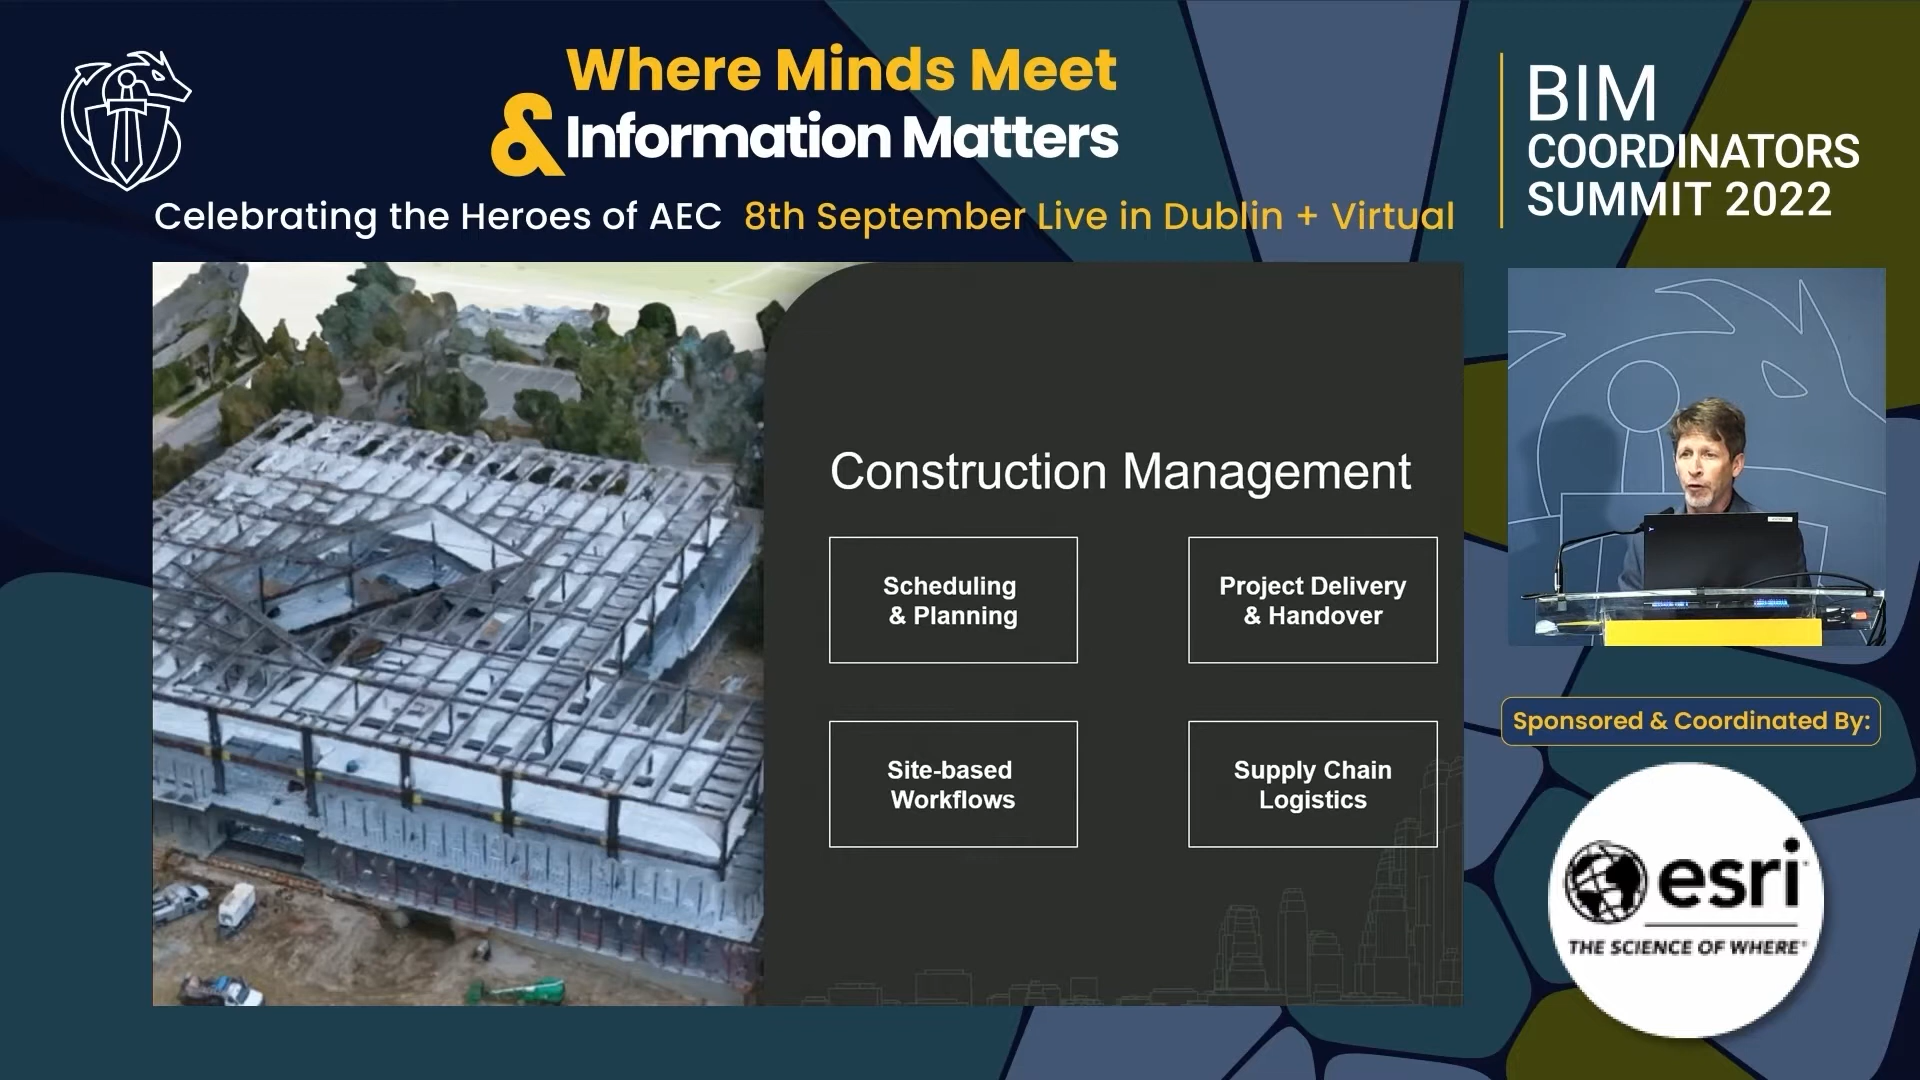 Where Minds Meet
& Information Matters
Celebrating the Heroes of AEC 8th September Live in Dublin + Virtual
BIM
COORDINATORS
SUMMIT 2022
Construction Management
Scheduling
& Planning
Project Delivery
& Handover
Site-based
Workflows
Supply Chain
Logistics
Sponsored & Coordinated By:
esri
THE SCIENCE OF WHERE®